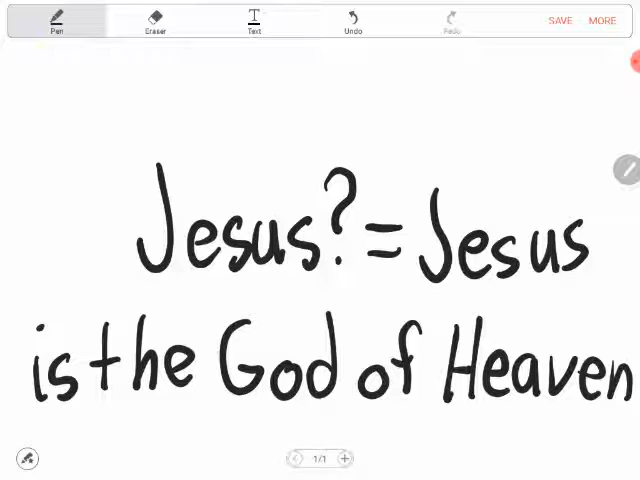 Pen Eraser Text Undo Redo SAVE MORE
Jesus? = Jesus
is the God of Heaven
1/1